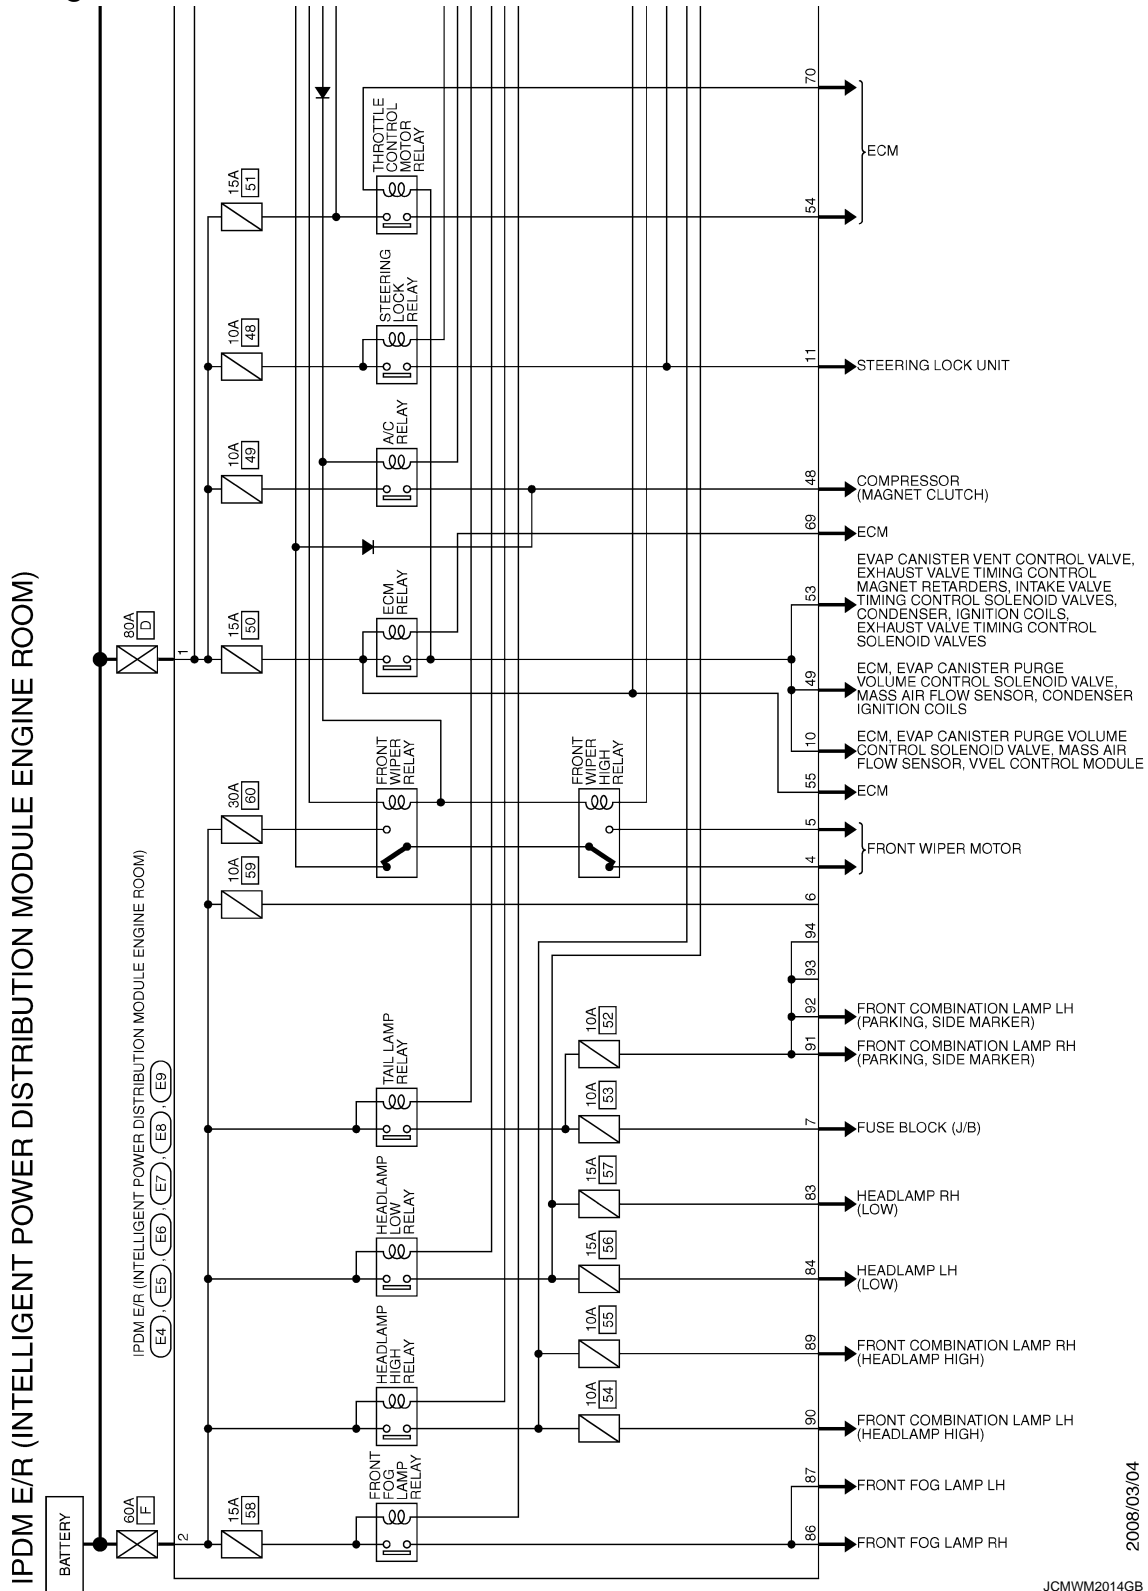 IPDM E/R (INTELLIGENT POWER DISTRIBUTION MODULE ENGINE ROOM)
BATTERY
60A
F
80A
D
IPDM E/R (INTELLIGENT POWER DISTRIBUTION MODULE ENGINE ROOM)
E4 , E5 , E6 , E7 , E8 , E9
2
1
15A
58
10A
59
30A
60
15A
50
10A
49
10A
48
15A
51
FRONT
FOG
LAMP
RELAY
HEADLAMP
HIGH
RELAY
HEADLAMP
LOW
RELAY
TAIL LAMP
RELAY
FRONT
WIPER
RELAY
ECM
RELAY
A/C
RELAY
STEERING
LOCK
RELAY
THROTTLE
CONTROL
MOTOR
RELAY
10A
54
10A
55
15A
56
15A
57
10A
53
10A
52
FRONT
WIPER
HIGH
RELAY
70
54
ECM
11
STEERING LOCK UNIT
48
COMPRESSOR
(MAGNET CLUTCH)
69
ECM
53
EVAP CANISTER VENT CONTROL VALVE,
EXHAUST VALVE TIMING CONTROL
MAGNET RETARDERS, INTAKE VALVE
TIMING CONTROL SOLENOID VALVES,
CONDENSER, IGNITION COILS,
EXHAUST VALVE TIMING CONTROL
SOLENOID VALVES
49
ECM, EVAP CANISTER PURGE
VOLUME CONTROL SOLENOID VALVE,
MASS AIR FLOW SENSOR, CONDENSER
IGNITION COILS
10
ECM, EVAP CANISTER PURGE VOLUME
CONTROL SOLENOID VALVE, MASS AIR
FLOW SENSOR, VVEL CONTROL MODULE
55
ECM
5
4
FRONT WIPER MOTOR
6
94
93
92
FRONT COMBINATION LAMP LH
(PARKING, SIDE MARKER)
91
FRONT COMBINATION LAMP RH
(PARKING, SIDE MARKER)
7
FUSE BLOCK (J/B)
83
HEADLAMP RH
(LOW)
84
HEADLAMP LH
(LOW)
89
FRONT COMBINATION LAMP RH
(HEADLAMP HIGH)
90
FRONT COMBINATION LAMP LH
(HEADLAMP HIGH)
87
FRONT FOG LAMP LH
86
FRONT FOG LAMP RH
2008/03/04
JCMWM2014GB